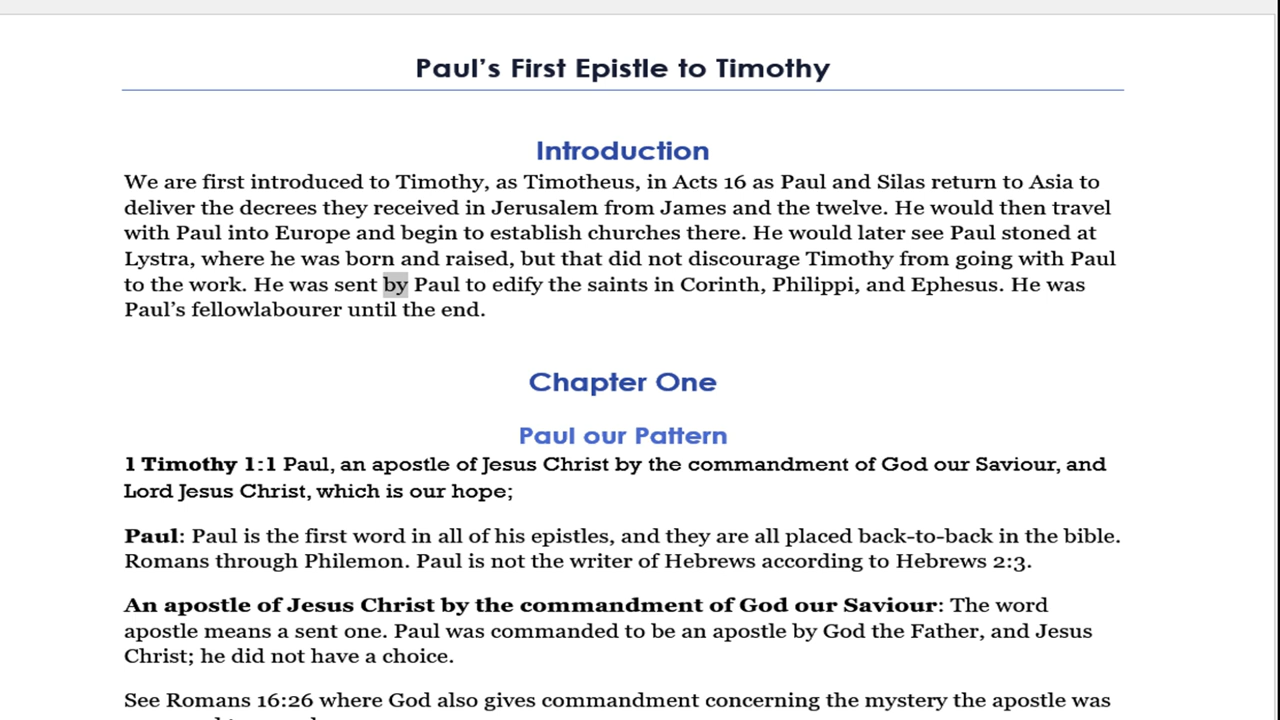 Paul’s First Epistle to Timothy
Introduction
We are first introduced to Timothy, as Timotheus, in Acts 16 as Paul and Silas return to Asia to
deliver the decrees they received in Jerusalem from James and the twelve. He would then travel
with Paul into Europe and begin to establish churches there. He would later see Paul stoned at
Lystra, where he was born and raised, but that did not discourage Timothy from going with Paul
to the work. He was sent by Paul to edify the saints in Corinth, Philippi, and Ephesus. He was
Paul’s fellowlabourer until the end.
Chapter One
Paul our Pattern
1 Timothy 1:1 Paul, an apostle of Jesus Christ by the commandment of God our Saviour, and
Lord Jesus Christ, which is our hope;
Paul: Paul is the first word in all of his epistles, and they are all placed back-to-back in the bible.
Romans through Philemon. Paul is not the writer of Hebrews according to Hebrews 2:3.
An apostle of Jesus Christ by the commandment of God our Saviour: The word
apostle means a sent one. Paul was commanded to be an apostle by God the Father, and Jesus
Christ; he did not have a choice.
See Romans 16:26 where God also gives commandment concerning the mystery the apostle was